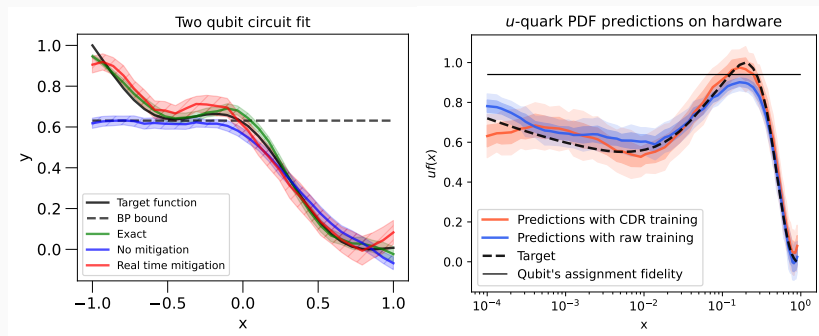 Two qubit circuit fit
1.0
0.8
0.6
0.4
0.2
0.0
y
Target function
BP bound
Exact
No mitigation
Real time mitigation
−1.0
−0.5
0.0
0.5
1.0
x
u-quark PDF predictions on hardware
1.0
0.8
0.6
0.4
0.2
0.0
uf(x)
Predictions with CDR training
Predictions with raw training
Target
Qubit's assignment fidelity
10⁻⁴
10⁻³
10⁻²
10⁻¹
10⁰
x